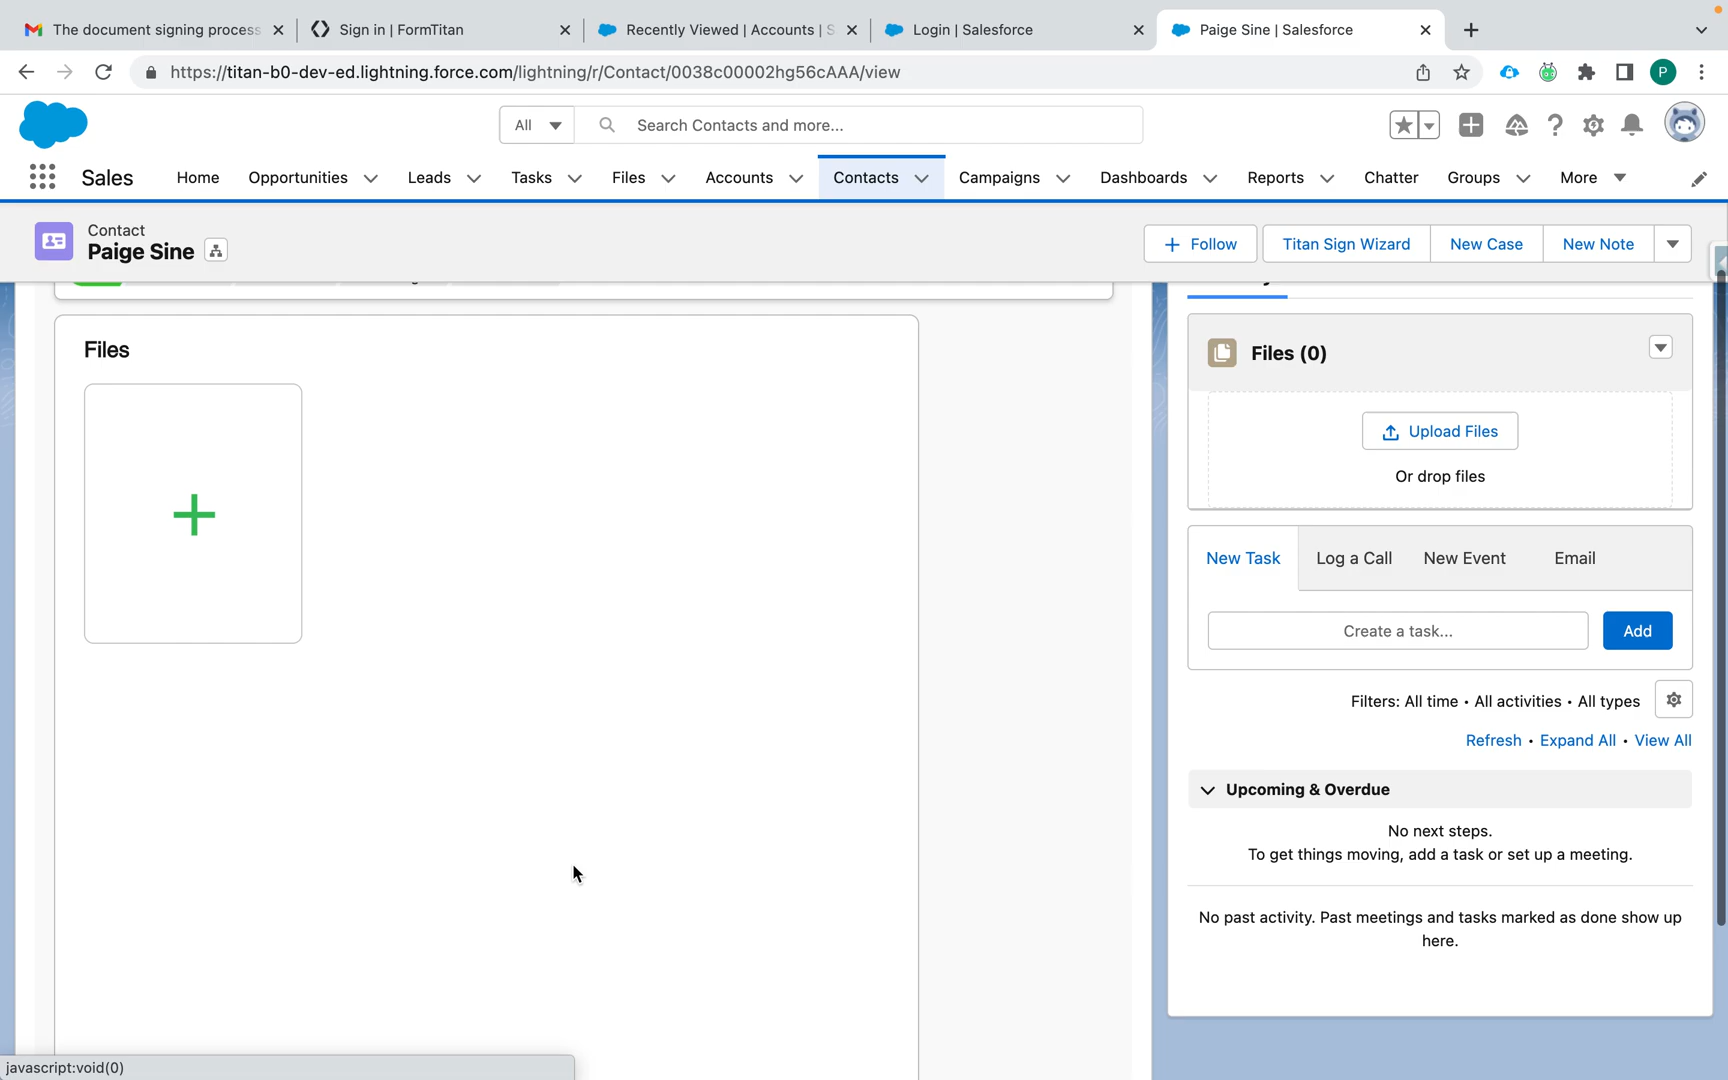 The document signing process
Sign in | FormTitan
Recently Viewed | Accounts | S
Login | Salesforce
Paige Sine | Salesforce
https://titan-b0-dev-ed.lightning.force.com/lightning/r/Contact/0038c00002hg56cAAA/view
P
All
Search Contacts and more...
Sales
Home
Opportunities
Leads
Tasks
Files
Accounts
Contacts
Campaigns
Dashboards
Reports
Chatter
Groups
More
Contact
Paige Sine
Follow
Titan Sign Wizard
New Case
New Note
Files
Files (0)
Upload Files
Or drop files
New Task
Log a Call
New Event
Email
Create a task...
Add
Filters: All time • All activities • All types
Refresh • Expand All • View All
Upcoming & Overdue
No next steps.
To get things moving, add a task or set up a meeting.
No past activity. Past meetings and tasks marked as done show up
here.
javascript:void(0)